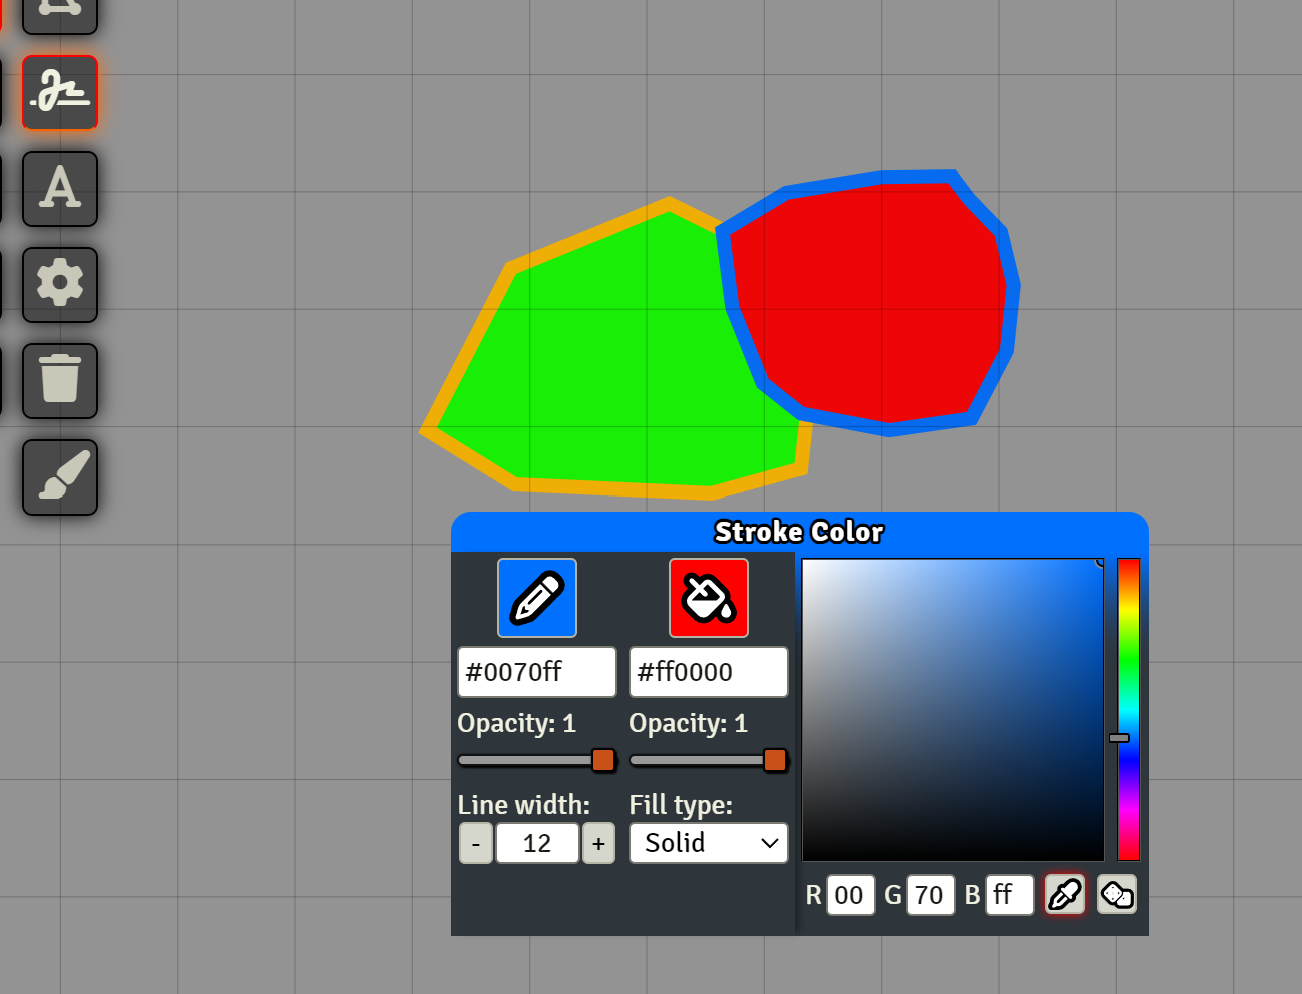 A
Stroke Color
#0070ff #ff0000
Opacity: 1 Opacity: 1
Line width: Fill type:
- 12 + Solid
R 00 G 70 B ff